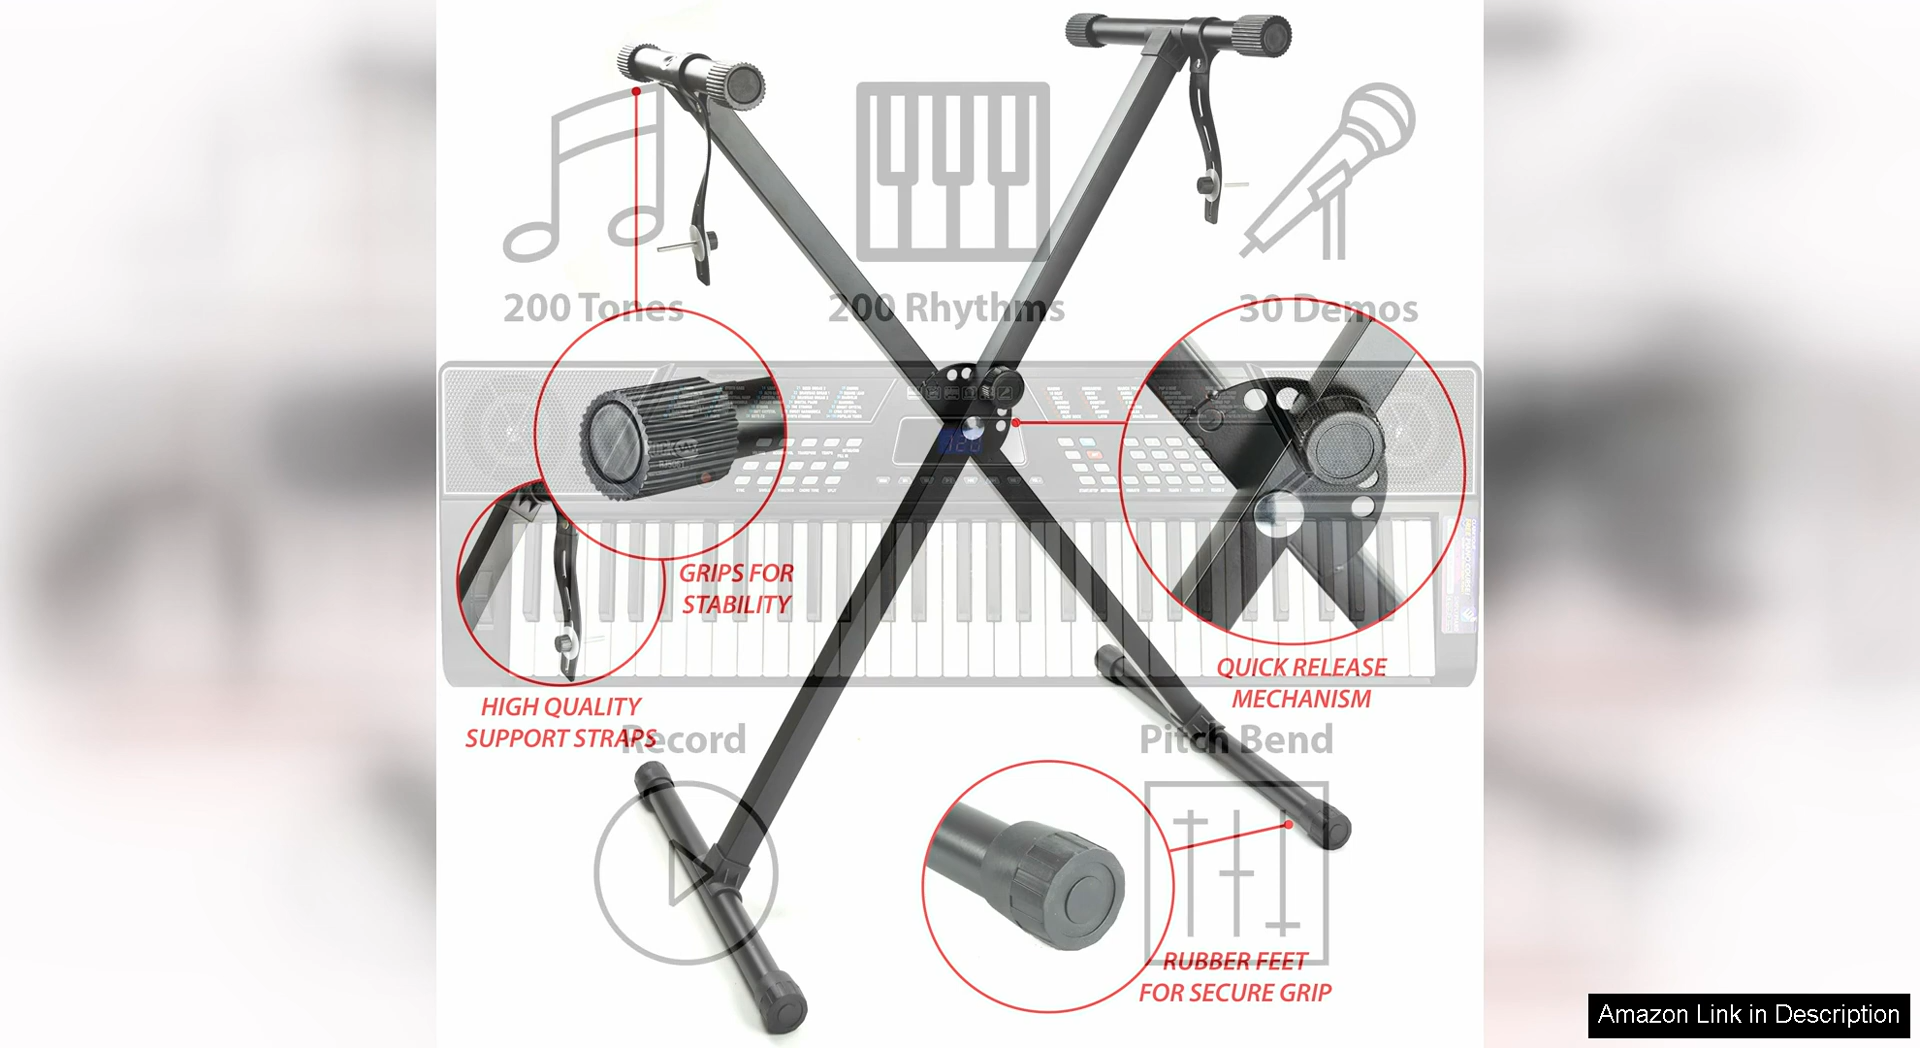 200 Tones
200 Rhythms
30 Demos
120
GRIPS FOR
STABILITY
QUICK RELEASE
MECHANISM
HIGH QUALITY
SUPPORT STRAPS
Record
Pitch Bend
RUBBER FEET
FOR SECURE GRIP
Amazon Link in Description